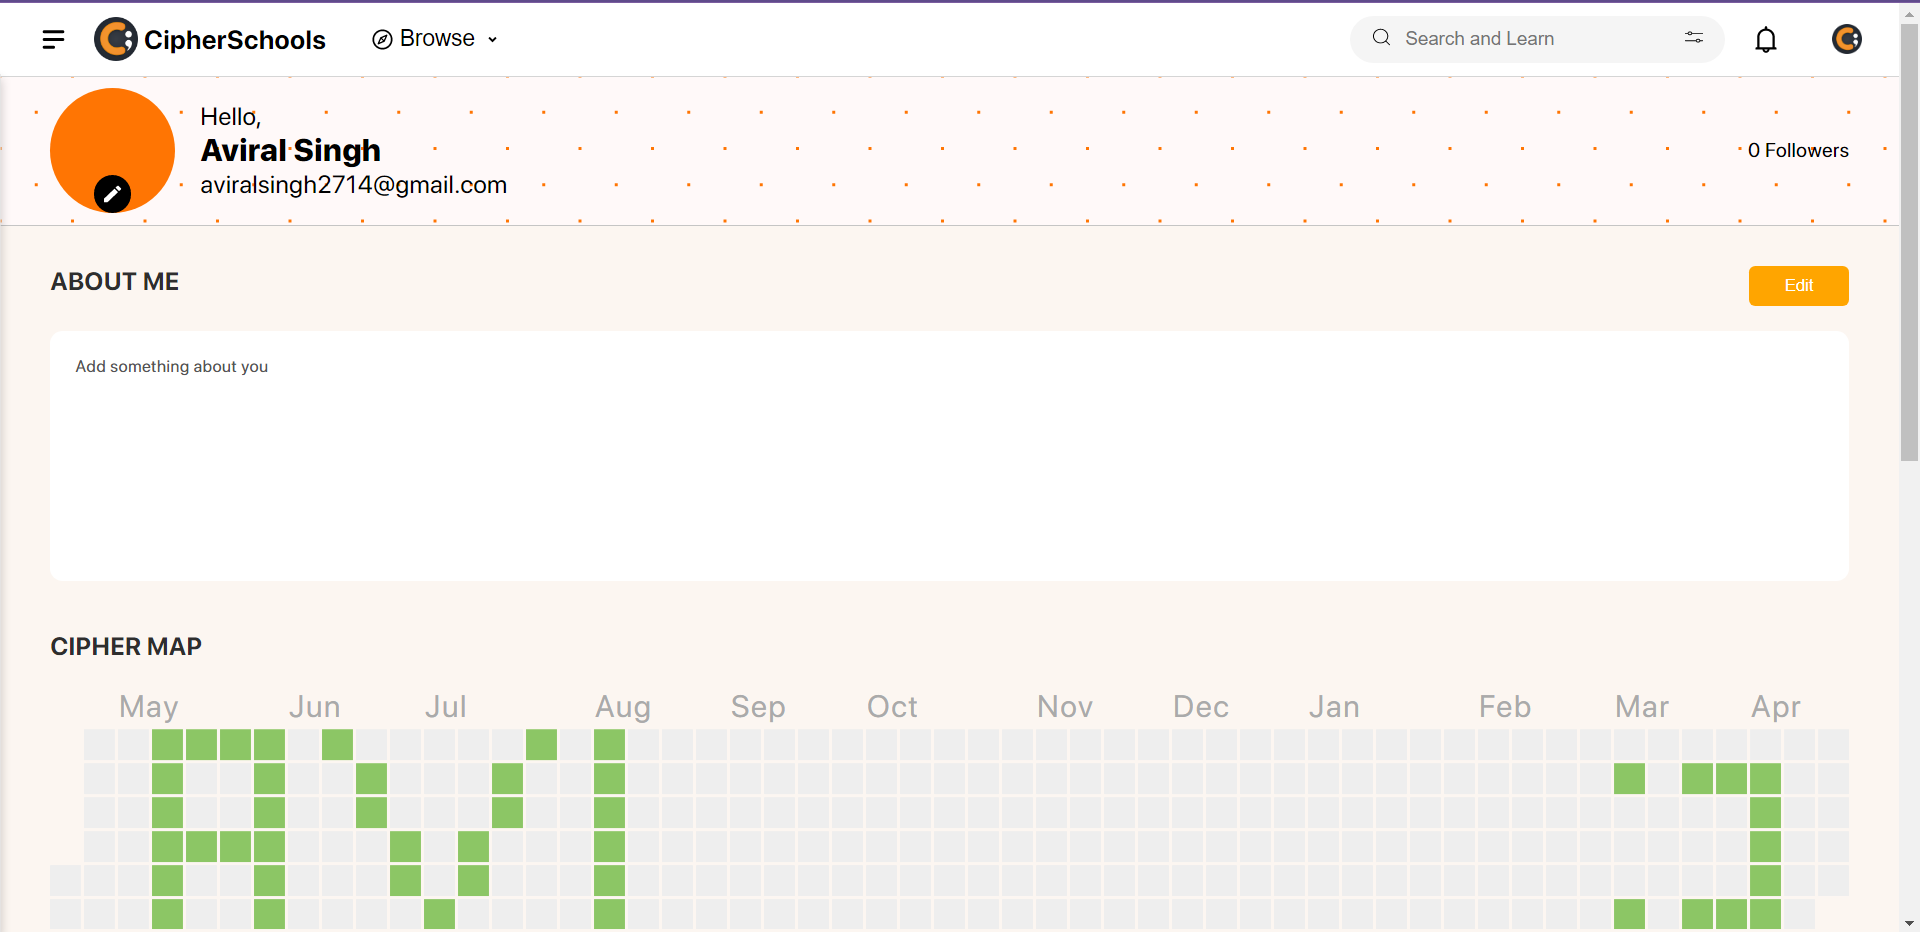 CipherSchools
Browse
Search and Learn
Hello,
Aviral Singh
aviralsingh2714@gmail.com
0 Followers
ABOUT ME
Edit
Add something about you
CIPHER MAP
May Jun Jul Aug Sep Oct Nov Dec Jan Feb Mar Apr